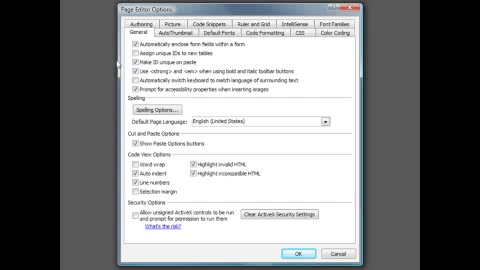 Page Editor Options
Authoring Picture Code Snippets Ruler and Grid IntelliSense Font Families
General Auto Thumbnail Default Fonts Code Formatting CSS Color Coding
Automatically enclose form fields within a form
Assign unique IDs to new tables
Make ID unique on paste
Use <strong> and <em> when using bold and italic toolbar buttons
Automatically switch keyboard to match language of surrounding text
Prompt for accessibility properties when inserting images
Spelling
Spelling Options...
Default Page Language: English (United States)
Cut and Paste Options
Show Paste Options buttons
Code View Options
Word wrap Highlight invalid HTML
Auto indent Highlight incompatible HTML
Line numbers
Selection margin
Security Options
Allow unsigned ActiveX controls to be run
and prompt for permission to run them
Clear ActiveX Security Settings
What's the risk?
OK Cancel